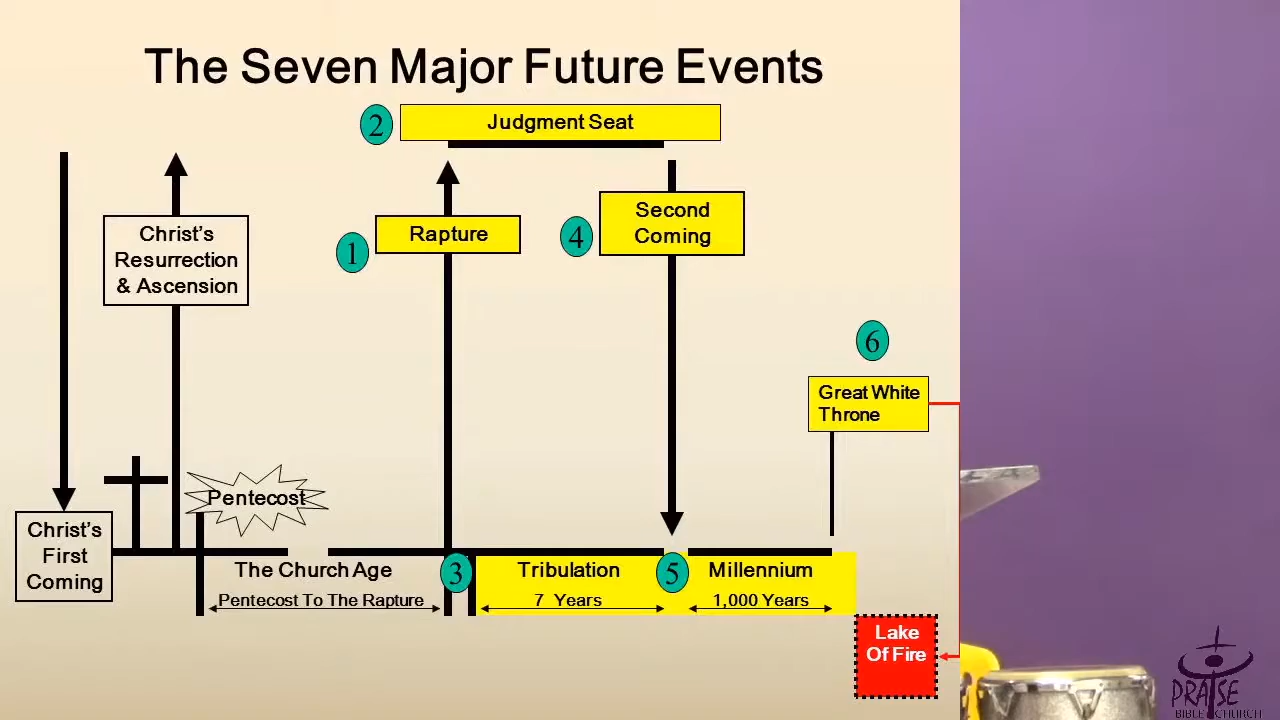 The Seven Major Future Events
2
Judgment Seat
Christ's
Resurrection
& Ascension
1
Rapture
4
Second
Coming
6
Great White
Throne
Pentecost
Christ's
First
Coming
The Church Age
Pentecost To The Rapture
3
Tribulation
7 Years
5
Millennium
1,000 Years
Lake
Of Fire
PRAISE
BIBLE CHURCH